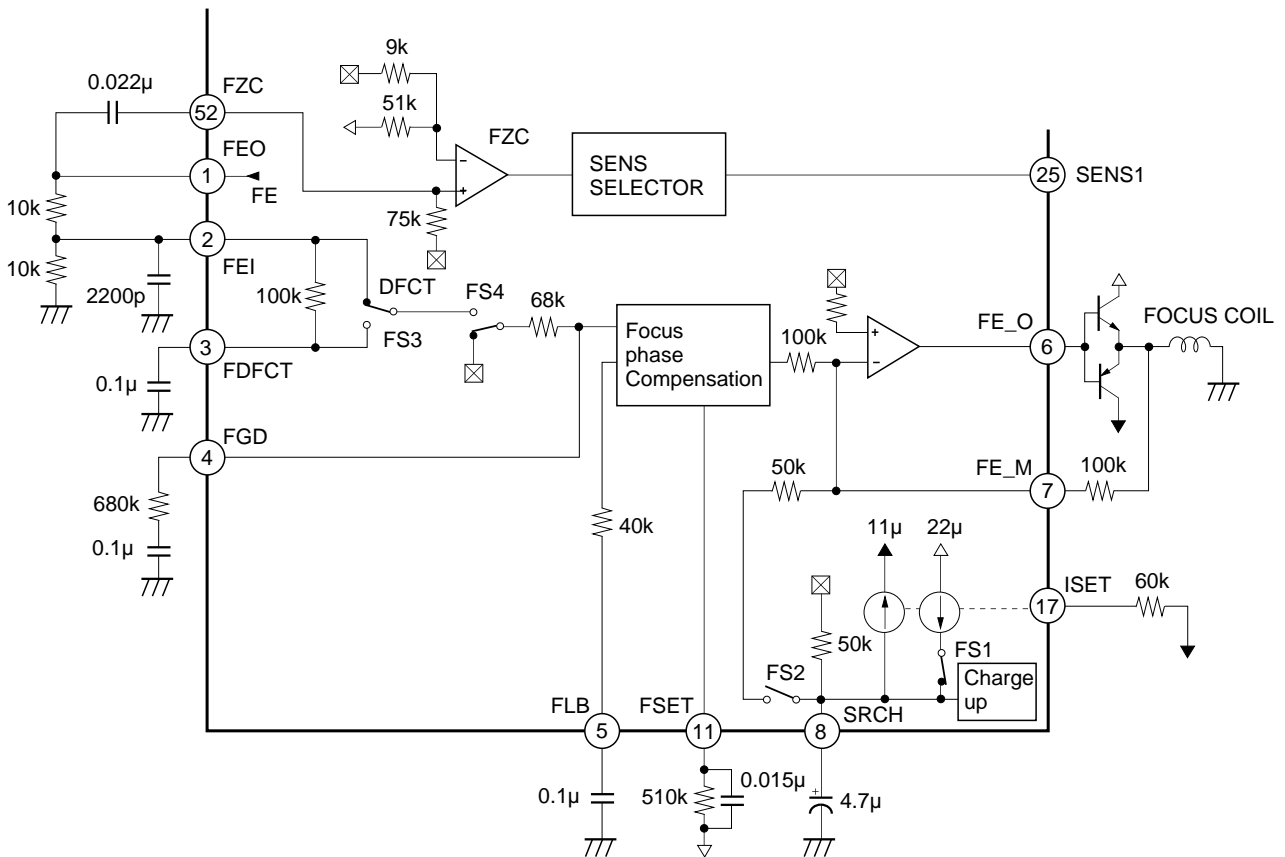 9k
0.022µ
FZC
51k
52
FZC
FEO
SENS
SELECTOR
1
FE
25
SENS1
10k
75k
2
FEI
10k
2200p
100k
DFCT
FS4
68k
FS3
Focus
phase
Compensation
100k
FE_O
6
FOCUS COIL
3
FDFCT
0.1µ
FGD
4
FE_M
50k
7
100k
680k
40k
11µ
22µ
0.1µ
ISET
60k
17
50k
FS1
FS2
Charge
up
FLB
FSET
SRCH
5
11
8
0.1µ
510k
0.015µ
+
4.7µ